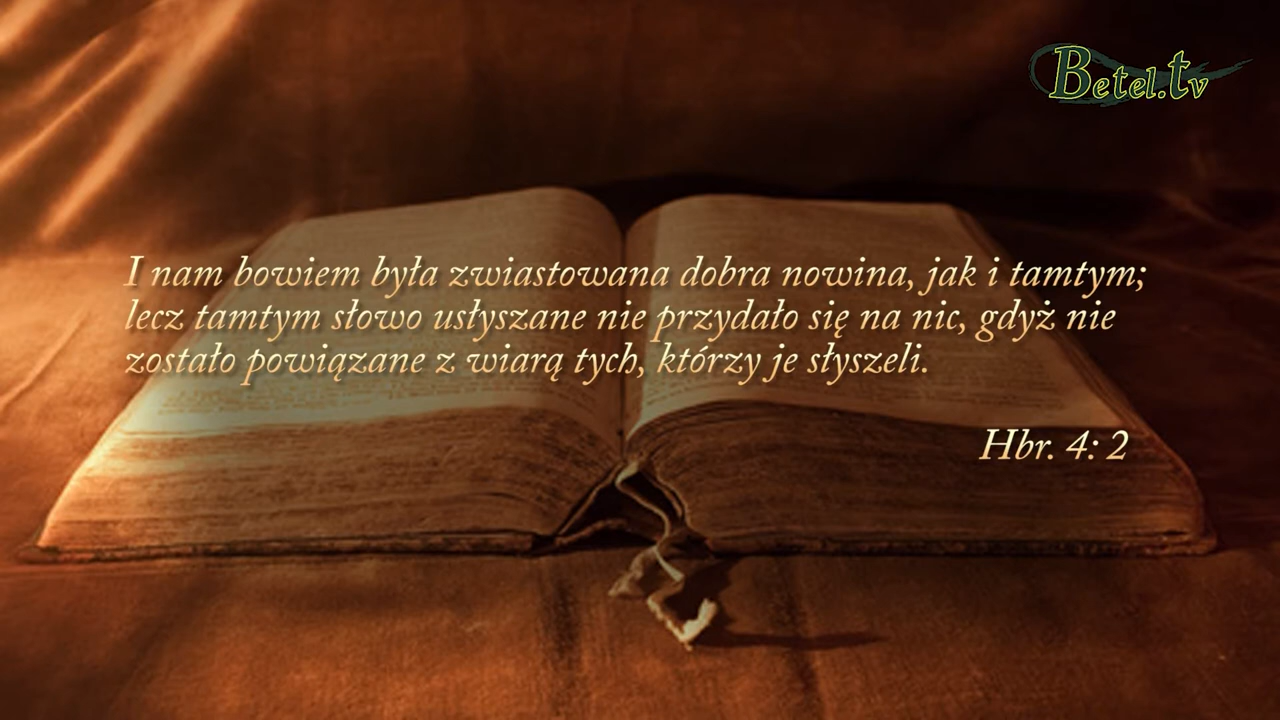 Betel.tv
I nam bowiem była zwiastowana dobra nowina, jak i tamtym;
lecz tamtym słowo usłyszane nie przydało się na nic, gdyż nie
zostało powiązane z wiarą tych, którzy je słyszeli.
Hbr. 4: 2